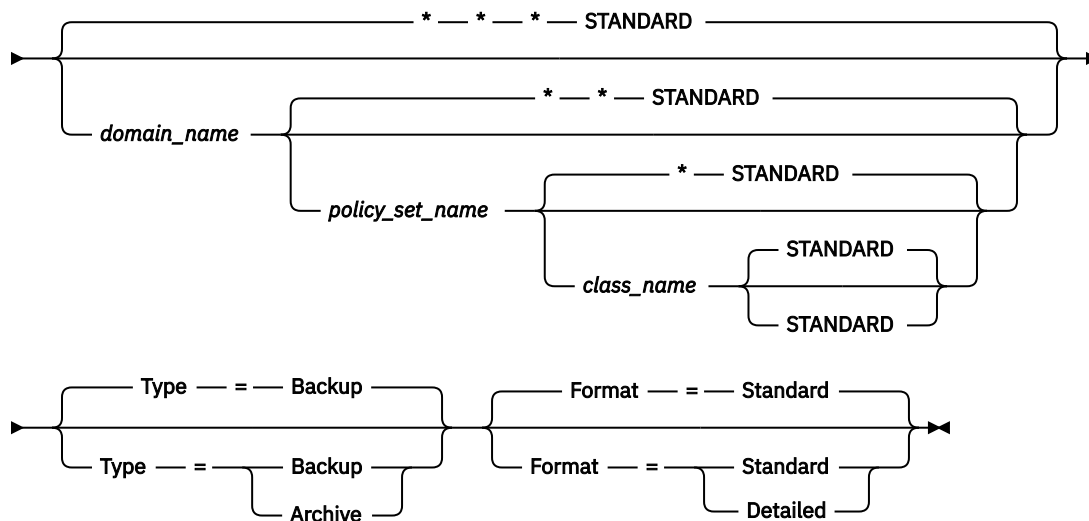 * * * STANDARD
domain_name * * STANDARD
policy_set_name * STANDARD
class_name STANDARD
STANDARD
Type = Backup Format = Standard
Type = Backup Format = Standard
Archive Detailed